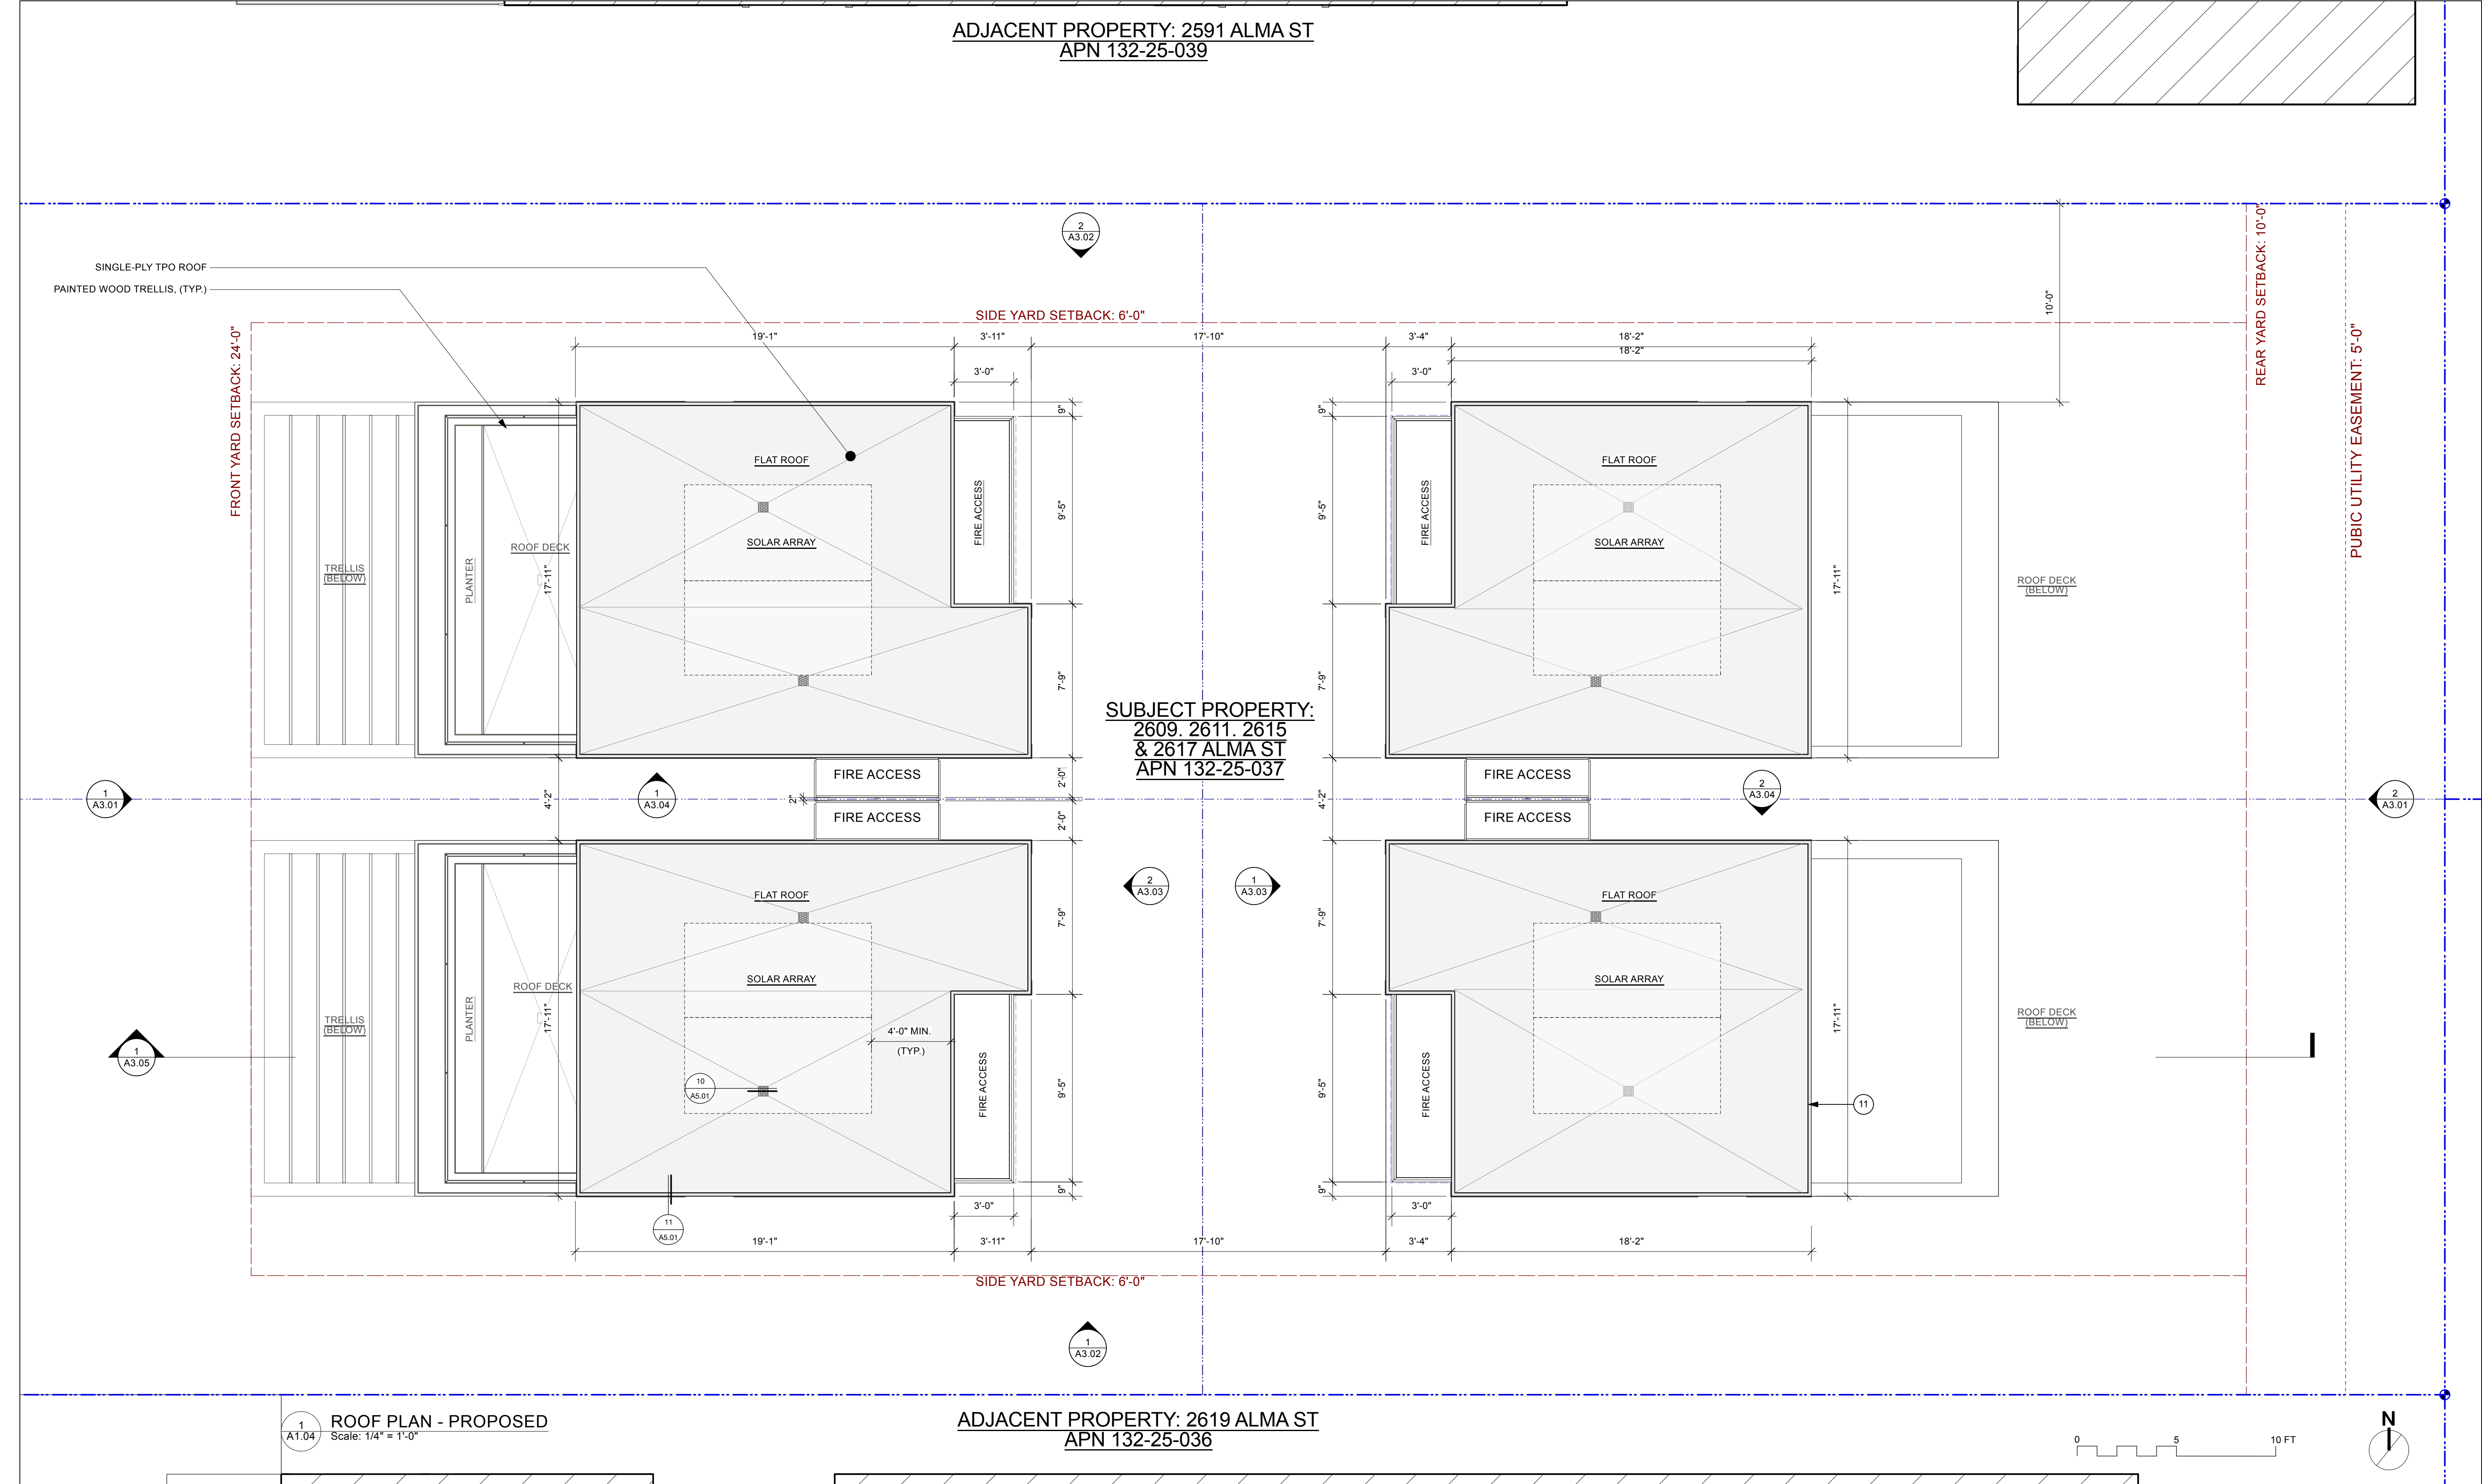 ADJACENT PROPERTY: 2591 ALMA ST
APN 132-25-039
2
A3.02
SINGLE-PLY TPO ROOF
PAINTED WOOD TRELLIS, (TYP.)
SIDE YARD SETBACK: 6'-0"
FRONT YARD SETBACK: 24'-0"
REAR YARD SETBACK: 10'-0"
PUBIC UTILITY EASEMENT: 5'-0"
10'-0"
19'-1"
3'-11"
17'-10"
3'-4"
18'-2"
18'-2"
3'-0"
3'-0"
9"
9"
FLAT ROOF
FLAT ROOF
FIRE ACCESS
9'-5"
9'-5"
FIRE ACCESS
SOLAR ARRAY
SOLAR ARRAY
TRELLIS
(BELOW)
PLANTER
ROOF DECK
17'-11"
17'-11"
ROOF DECK
(BELOW)
7'-9"
7'-9"
SUBJECT PROPERTY:
2609. 2611. 2615
& 2617 ALMA ST
APN 132-25-037
FIRE ACCESS
2'-0"
FIRE ACCESS
1
A3.01
4'-2"
1
A3.04
2"
4'-2"
2
A3.04
2
A3.01
FIRE ACCESS
2'-0"
FIRE ACCESS
2
A3.03
1
A3.03
FLAT ROOF
7'-9"
7'-9"
FLAT ROOF
SOLAR ARRAY
SOLAR ARRAY
TRELLIS
(BELOW)
PLANTER
ROOF DECK
17'-11"
4'-0" MIN.
(TYP.)
17'-11"
ROOF DECK
(BELOW)
1
A3.05
10
A5.01
FIRE ACCESS
9'-5"
9'-5"
FIRE ACCESS
11
9"
9"
3'-0"
3'-0"
11
A5.01
19'-1"
3'-11"
17'-10"
3'-4"
18'-2"
SIDE YARD SETBACK: 6'-0"
1
A3.02
1
A1.04
ROOF PLAN - PROPOSED
Scale: 1/4" = 1'-0"
ADJACENT PROPERTY: 2619 ALMA ST
APN 132-25-036
0
5
10 FT
N